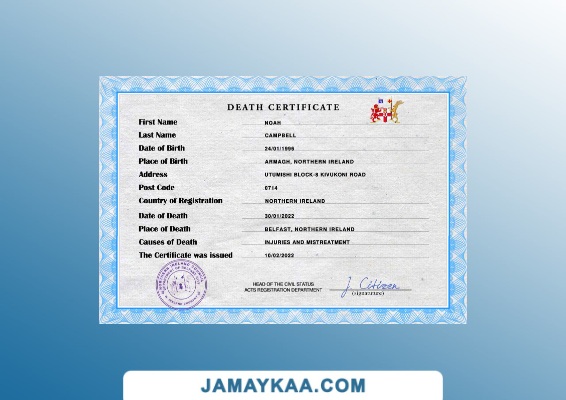 DEATH CERTIFICATE
First Name NOAH
Last Name CAMPBELL
Date of Birth 24/01/1996
Place of Birth ARMAGH, NORTHERN IRELAND
Address UTUMISHI BLOCK-8 KIVUKONI ROAD
Post Code 0714
Country of Registration NORTHERN IRELAND
Date of Death 30/01/2022
Place of Death BELFAST, NORTHERN IRELAND
Causes of Death INJURIES AND MISTREATMENT
The Certificate was issued 10/02/2022
HEAD OF THE CIVIL STATUS
ACTS REGISTRATION DEPARTMENT
J. Citizen
(signature)
JAMAYKAA.COM